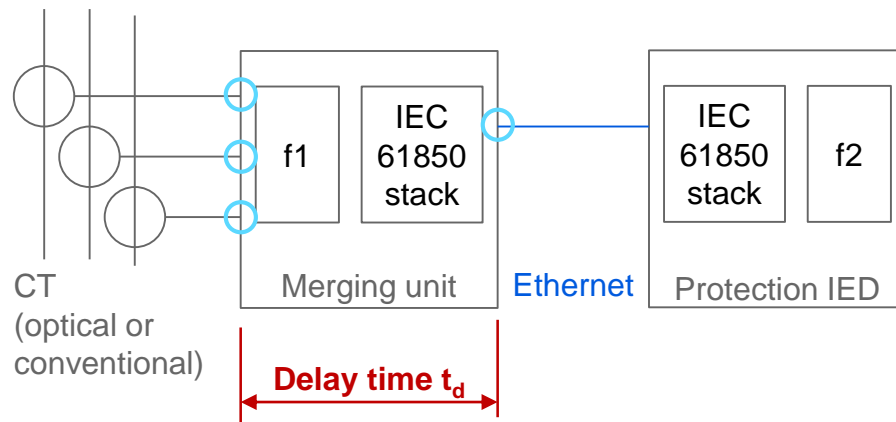 f1
IEC
61850
stack
IEC
61850
stack
f2
CT
(optical or
conventional)
Merging unit
Ethernet
Protection IED
Delay time t_d